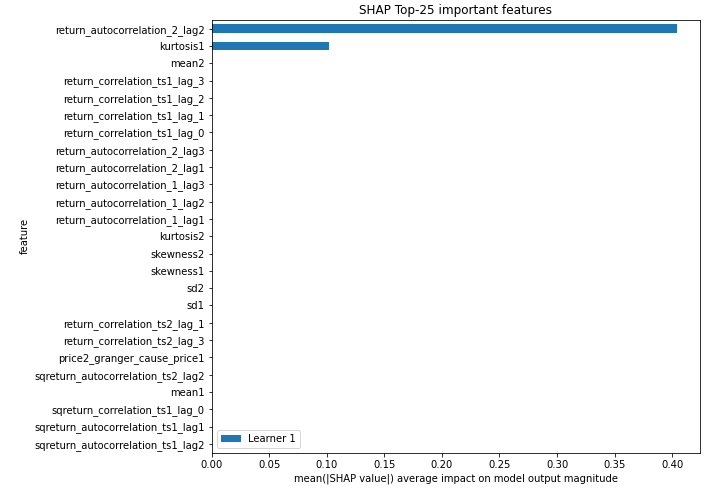 SHAP Top-25 important features
return_autocorrelation_2_lag2
kurtosis1
mean2
return_correlation_ts1_lag_3
return_correlation_ts1_lag_2
return_correlation_ts1_lag_1
return_correlation_ts1_lag_0
return_autocorrelation_2_lag3
return_autocorrelation_2_lag1
return_autocorrelation_1_lag3
return_autocorrelation_1_lag2
return_autocorrelation_1_lag1
kurtosis2
skewness2
skewness1
sd2
sd1
return_correlation_ts2_lag_1
return_correlation_ts2_lag_3
price2_granger_cause_price1
sqreturn_autocorrelation_ts2_lag2
mean1
sqreturn_correlation_ts1_lag_0
sqreturn_autocorrelation_ts1_lag1
sqreturn_autocorrelation_ts1_lag2
feature
Learner 1
0.00 0.05 0.10 0.15 0.20 0.25 0.30 0.35 0.40
mean(|SHAP value|) average impact on model output magnitude